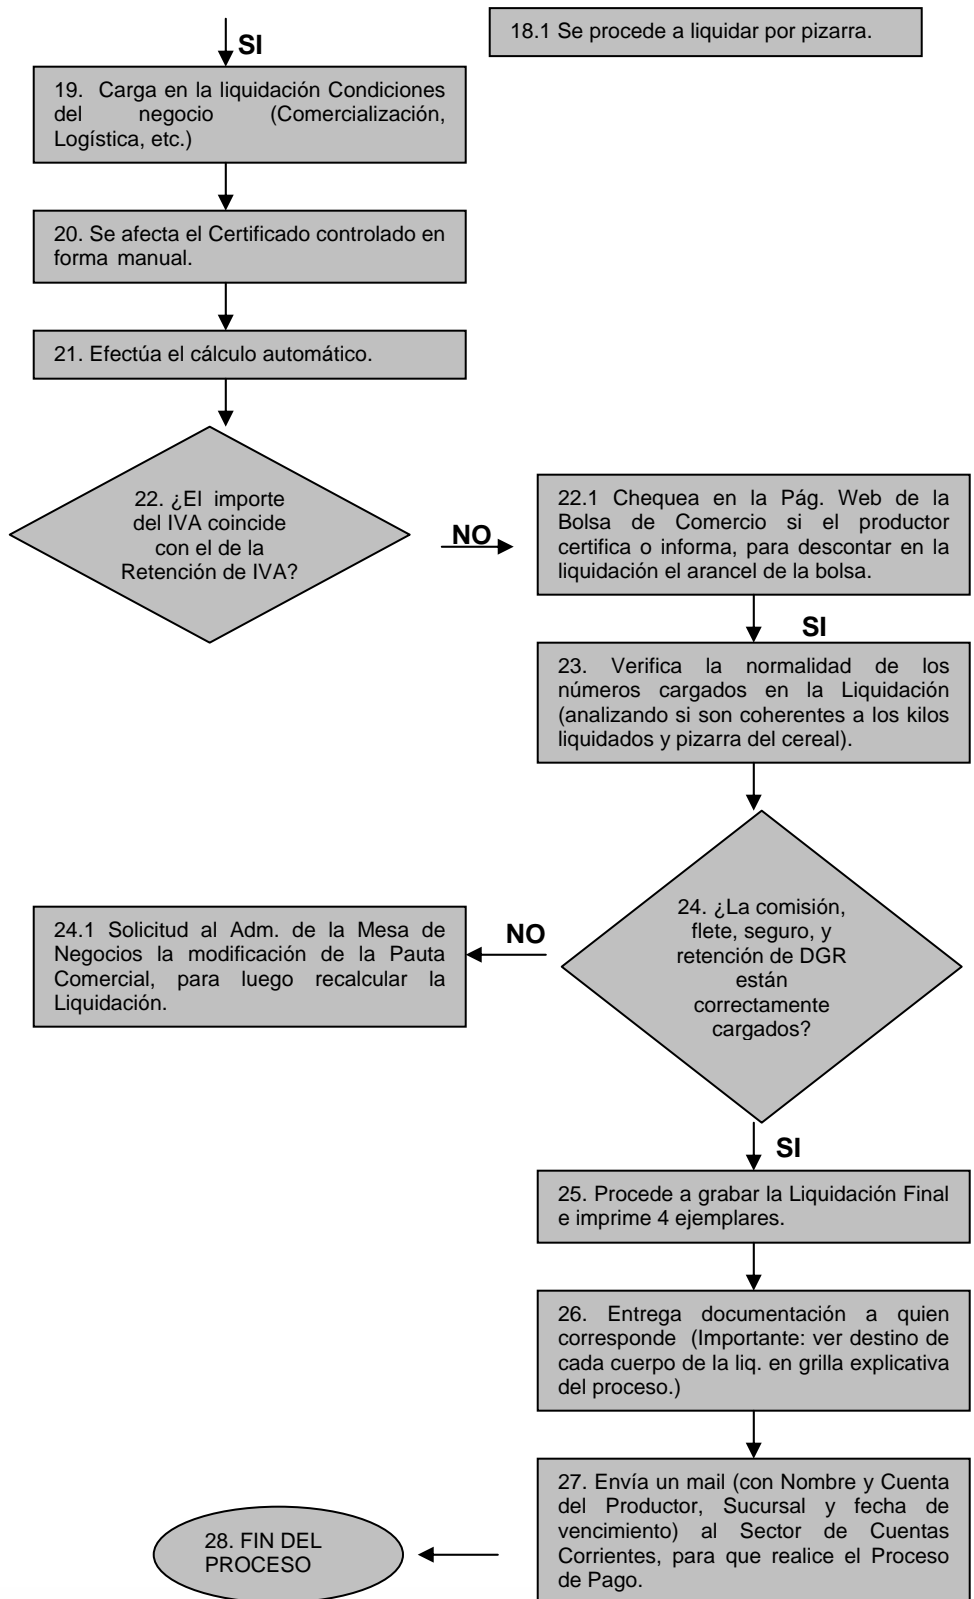 SI
18.1 Se procede a liquidar por pizarra.
19. Carga en la liquidación Condiciones
del negocio (Comercialización,
Logística, etc.)
20. Se afecta el Certificado controlado en
forma manual.
21. Efectúa el cálculo automático.
22. ¿El importe
del IVA coincide
con el de la
Retención de IVA?
NO
22.1 Chequea en la Pág. Web de la
Bolsa de Comercio si el productor
certifica o informa, para descontar en la
liquidación el arancel de la bolsa.
SI
23. Verifica la normalidad de los
números cargados en la Liquidación
(analizando si son coherentes a los kilos
liquidados y pizarra del cereal).
24. ¿La comisión,
flete, seguro, y
retención de DGR
están
correctamente
cargados?
NO
24.1 Solicitud al Adm. de la Mesa de
Negocios la modificación de la Pauta
Comercial, para luego recalcular la
Liquidación.
SI
25. Procede a grabar la Liquidación Final
e imprime 4 ejemplares.
26. Entrega documentación a quien
corresponde (Importante: ver destino de
cada cuerpo de la liq. en grilla explicativa
del proceso.)
27. Envía un mail (con Nombre y Cuenta
del Productor, Sucursal y fecha de
vencimiento) al Sector de Cuentas
Corrientes, para que realice el Proceso
de Pago.
28. FIN DEL
PROCESO